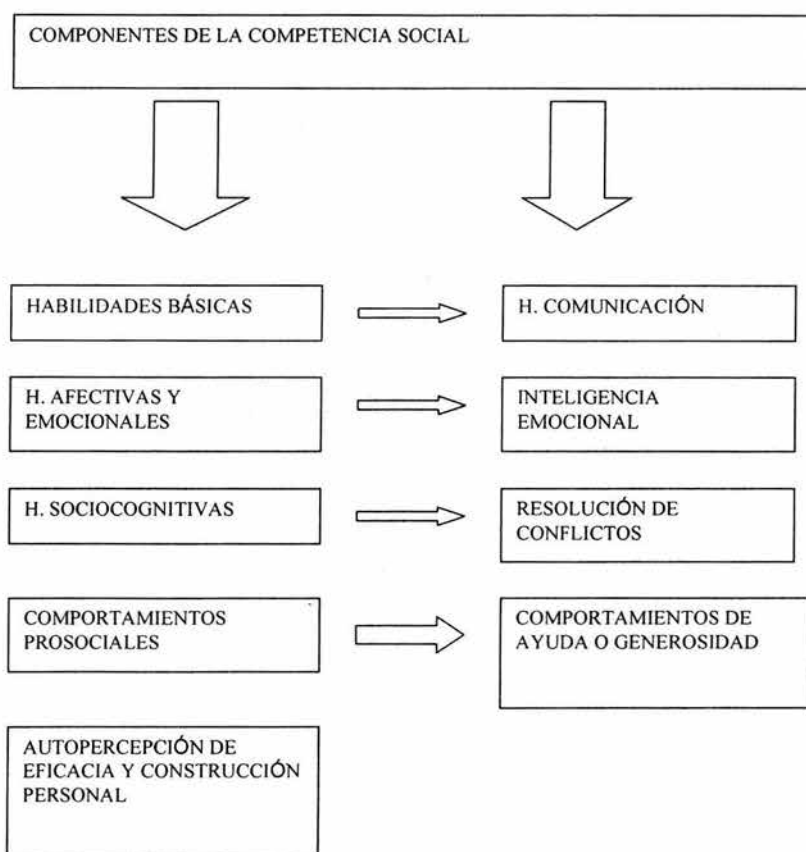 COMPONENTES DE LA COMPETENCIA SOCIAL
HABILIDADES BÁSICAS
H. COMUNICACIÓN
H. AFECTIVAS Y
EMOCIONALES
INTELIGENCIA
EMOCIONAL
H. SOCIOCOGNITIVAS
RESOLUCIÓN DE
CONFLICTOS
COMPORTAMIENTOS
PROSOCIALES
COMPORTAMIENTOS DE
AYUDA O GENEROSIDAD
AUTOPERCEPCIÓN DE
EFICACIA Y CONSTRUCCIÓN
PERSONAL